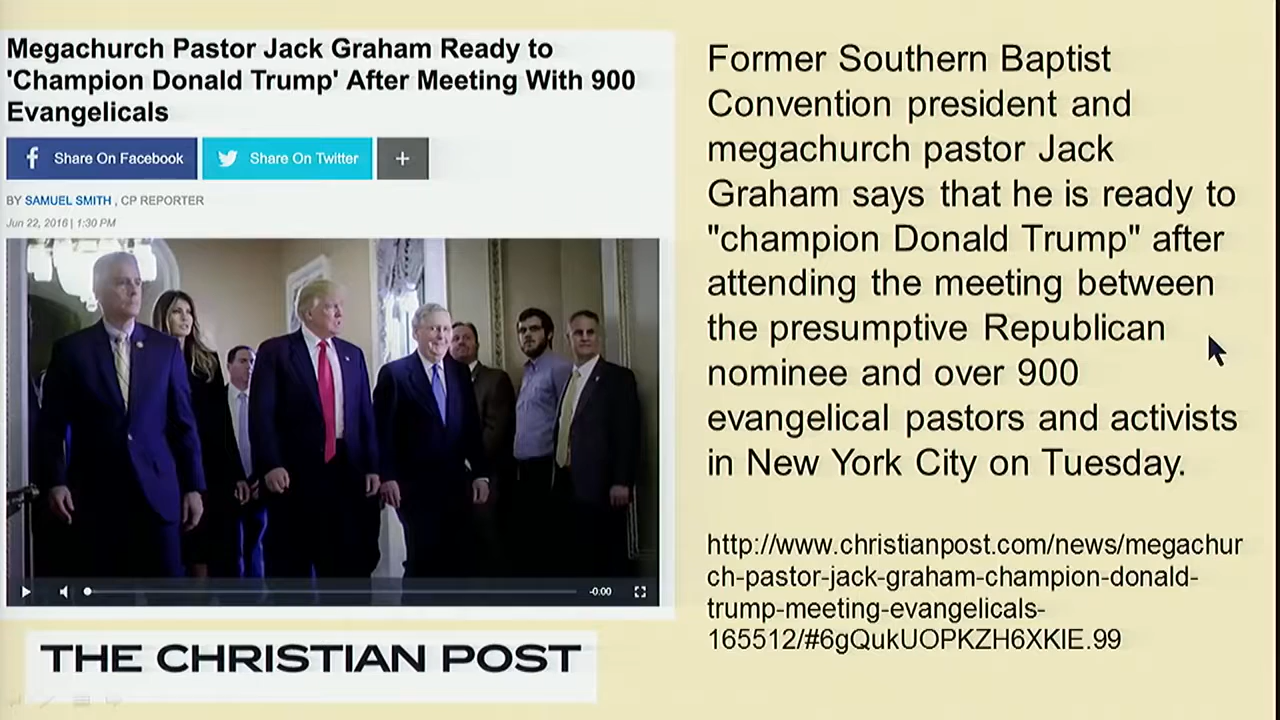 Megachurch Pastor Jack Graham Ready to
'Champion Donald Trump' After Meeting With 900
Evangelicals
f Share On Facebook
Share On Twitter
+
BY SAMUEL SMITH , CP REPORTER
Jun 22, 2016 | 1:30 PM
-0:00
THE CHRISTIAN POST
Former Southern Baptist
Convention president and
megachurch pastor Jack
Graham says that he is ready to
"champion Donald Trump" after
attending the meeting between
the presumptive Republican
nominee and over 900
evangelical pastors and activists
in New York City on Tuesday.
http://www.christianpost.com/news/megachur
ch-pastor-jack-graham-champion-donald-
trump-meeting-evangelicals-
165512/#6gQukUOPKZH6XKIE.99